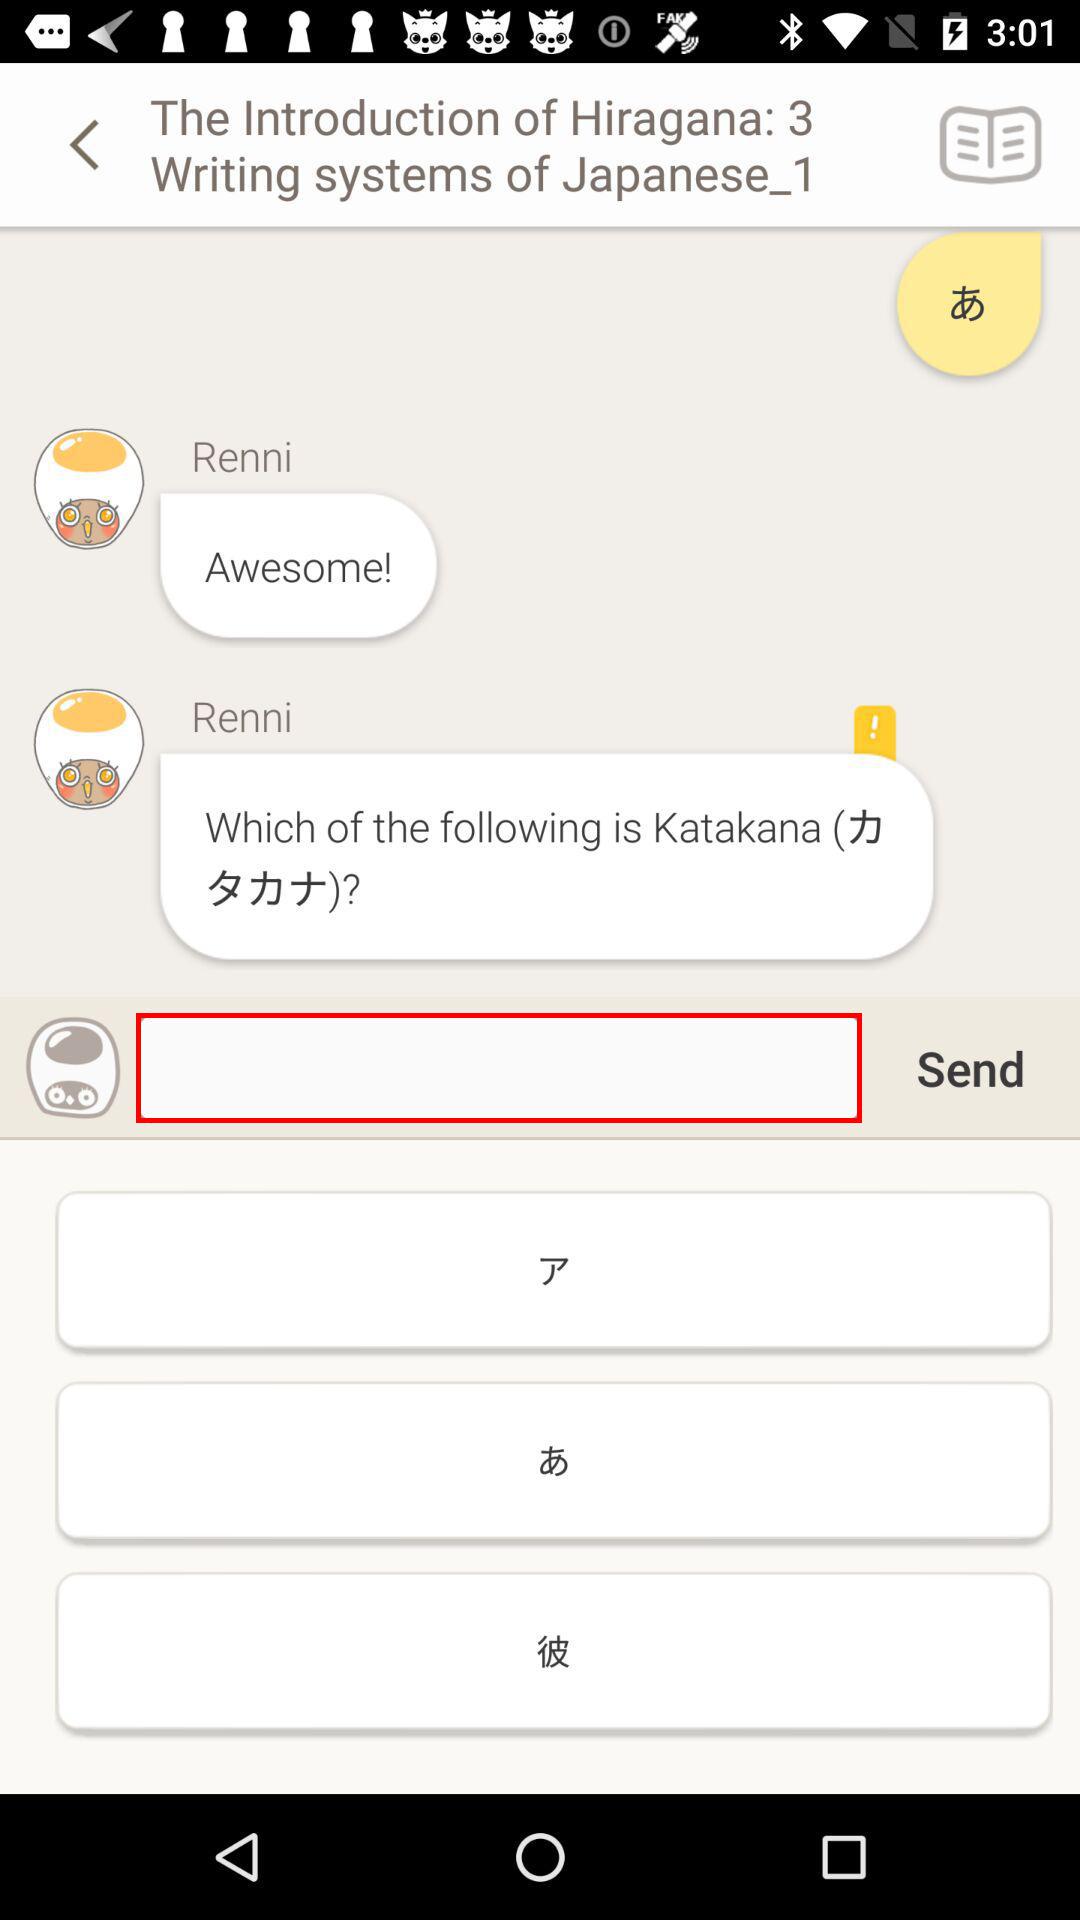 FAKE
3:01
The Introduction of Hiragana: 3
Writing systems of Japanese_1
あ
Renni
Awesome!
Renni
!
Which of the following is Katakana (カ
タカナ)?
Send
ア
あ
彼